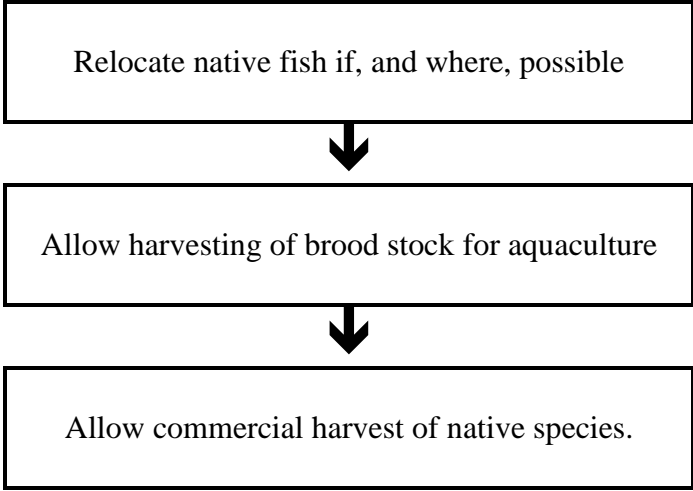 Relocate native fish if, and where, possible
Allow harvesting of brood stock for aquaculture
Allow commercial harvest of native species.